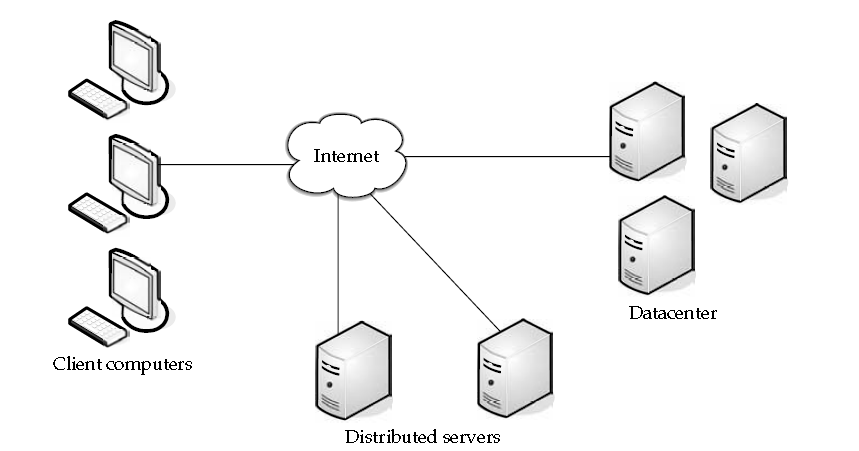 Internet
Datacenter
Client computers
Distributed servers